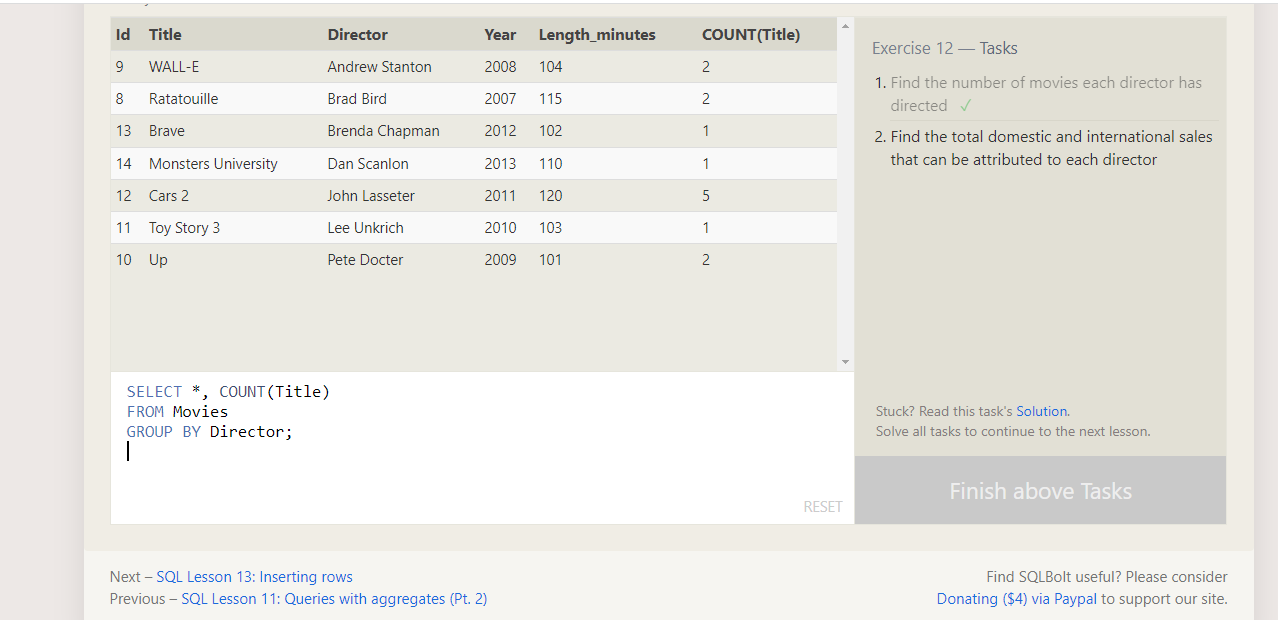 Id Title Director Year Length_minutes COUNT(Title)
9 WALL-E Andrew Stanton 2008 104 2
8 Ratatouille Brad Bird 2007 115 2
13 Brave Brenda Chapman 2012 102 1
14 Monsters University Dan Scanlon 2013 110 1
12 Cars 2 John Lasseter 2011 120 5
11 Toy Story 3 Lee Unkrich 2010 103 1
10 Up Pete Docter 2009 101 2
SELECT *, COUNT(Title)
FROM Movies
GROUP BY Director;
RESET
Exercise 12 — Tasks
1. Find the number of movies each director has
directed ✓
2. Find the total domestic and international sales
that can be attributed to each director
Stuck? Read this task's Solution.
Solve all tasks to continue to the next lesson.
Finish above Tasks
Next – SQL Lesson 13: Inserting rows
Previous – SQL Lesson 11: Queries with aggregates (Pt. 2)
Find SQLBolt useful? Please consider
Donating ($4) via Paypal to support our site.